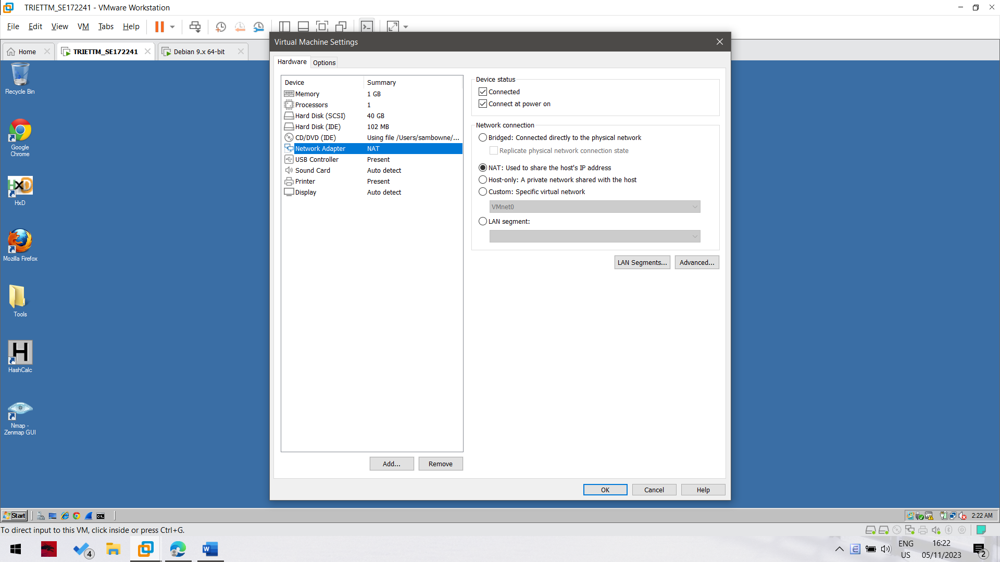 TRIETTM_SE172241 - VMware Workstation
File Edit View VM Tabs Help
Home TRIETTM_SE172241 Debian 9.x 64-bit
Virtual Machine Settings
Hardware Options
Device Summary
Memory 1 GB
Processors 1
Hard Disk (SCSI) 40 GB
Hard Disk (IDE) 102 MB
CD/DVD (IDE) Using file /Users/sambowne/...
Network Adapter NAT
USB Controller Present
Sound Card Auto detect
Printer Present
Display Auto detect
Add... Remove
Device status
Connected
Connect at power on
Network connection
Bridged: Connected directly to the physical network
Replicate physical network connection state
NAT: Used to share the host's IP address
Host-only: A private network shared with the host
Custom: Specific virtual network
VMnet0
LAN segment:
LAN Segments... Advanced...
OK Cancel Help
Recycle Bin
Google
Chrome
HxD
Mozilla Firefox
Tools
H
HashCalc
Nmap -
Zenmap GUI
Start 2:22 AM
To direct input to this VM, click inside or press Ctrl+G.
4
W
ENG
US
16:22
05/11/2023
2